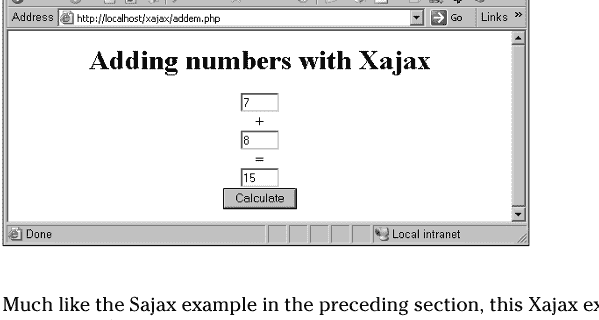 Address http://localhost/xajax/addem.php Go Links »
Adding numbers with Xajax
7
+
8
=
15
Calculate
Done Local intranet
Much like the Sajax example in the preceding section, this Xajax ex